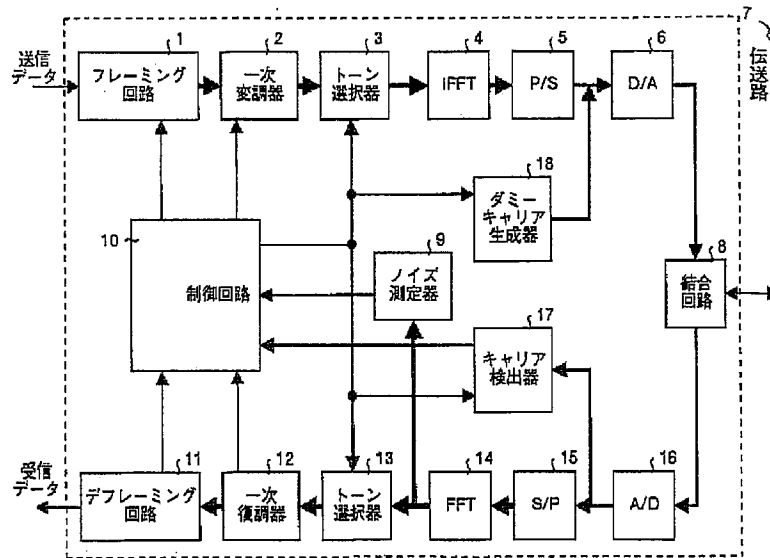 7
1
2
3
4
5
6
伝送路
送信
データ
フレーミング
回路
一次
変調器
トーン
選択器
IFFT
P/S
D/A
18
ダミー
キャリア
生成器
10
9
8
制御回路
ノイズ
測定器
結合
回路
17
キャリア
検出器
受信
データ
11
12
13
14
15
16
デフレーミング
回路
一次
復調器
トーン
選択器
FFT
S/P
A/D